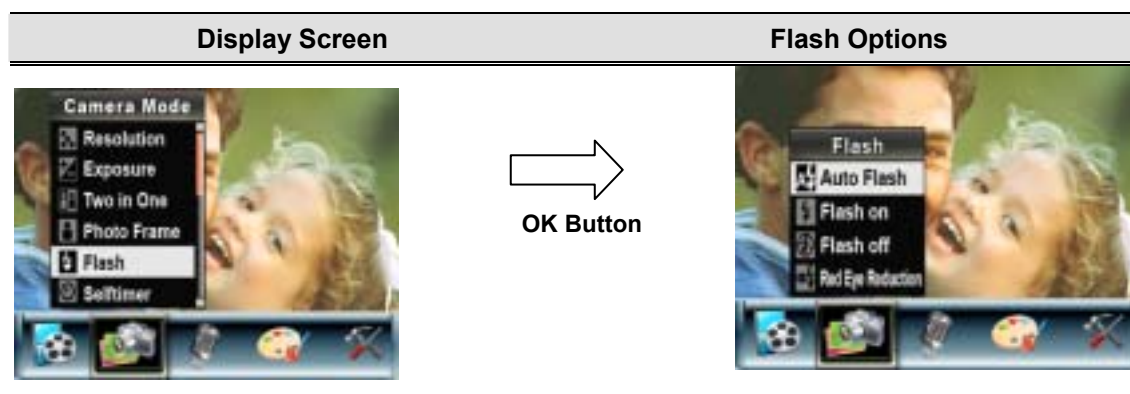 Display Screen
Flash Options
Camera Mode
Resolution
Exposure
Two in One
Photo Frame
Flash
Selftimer
OK Button
Flash
Auto Flash
Flash on
Flash off
Red Eye Reduction